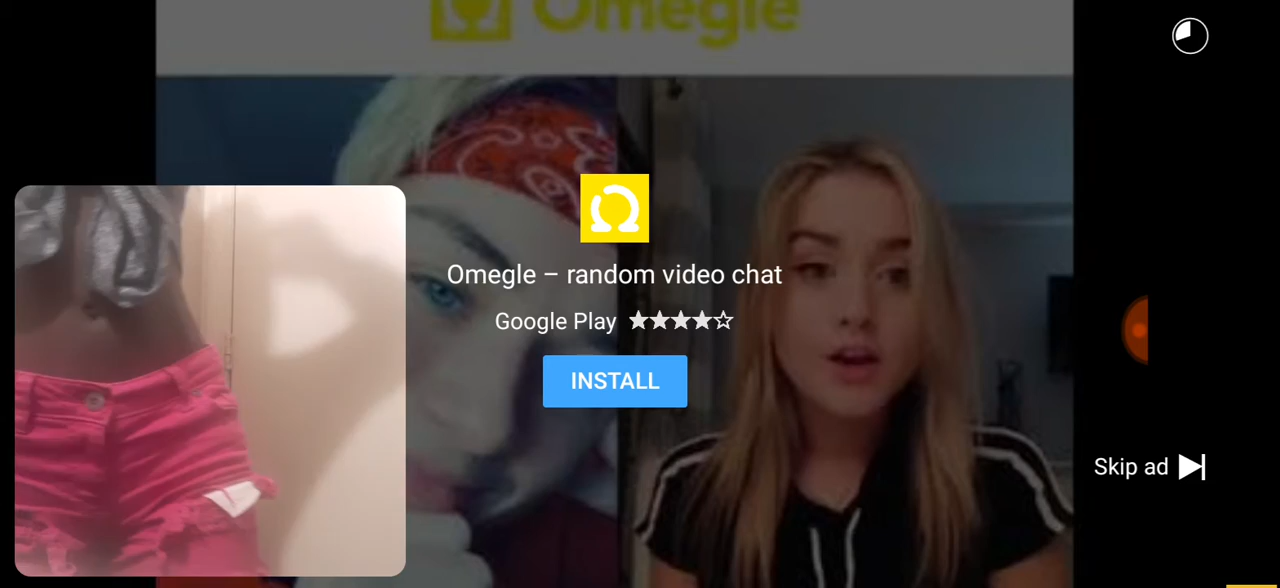 Omegle
Omegle – random video chat
Google Play
INSTALL
Skip ad